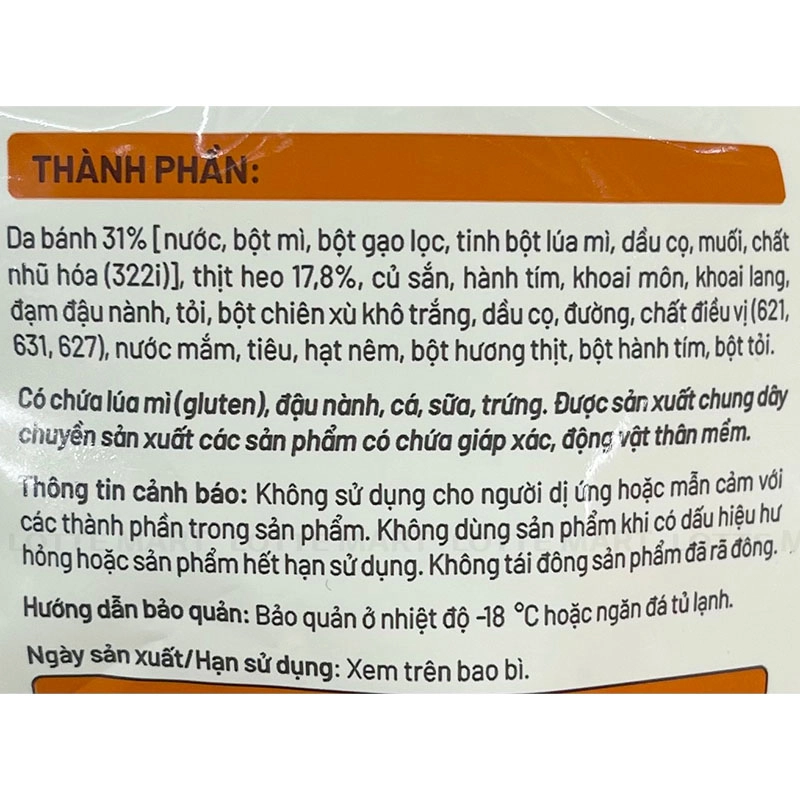 THÀNH PHẦN:
Da bánh 31% [nước, bột mì, bột gạo lọc, tinh bột lúa mì, dầu cọ, muối, chất
nhũ hóa (322i)], thịt heo 17,8%, củ sắn, hành tím, khoai môn, khoai lang,
đạm đậu nành, tỏi, bột chiên xù khô trắng, dầu cọ, đường, chất điều vị (621,
631, 627), nước mắm, tiêu, hạt nêm, bột hương thịt, bột hành tím, bột tỏi.
Có chứa lúa mì (gluten), đậu nành, cá, sữa, trứng. Được sản xuất chung dây
chuyền sản xuất các sản phẩm có chứa giáp xác, động vật thân mềm.
Thông tin cảnh báo: Không sử dụng cho người dị ứng hoặc mẫn cảm với
các thành phần trong sản phẩm. Không dùng sản phẩm khi có dấu hiệu hư
LOTTE MART LOTTE MART LOTTE MART
hỏng hoặc sản phẩm hết hạn sử dụng. Không tái đông sản phẩm đã rã đông.
Hướng dẫn bảo quản: Bảo quản ở nhiệt độ -18 °C hoặc ngăn đá tủ lạnh.
Ngày sản xuất/Hạn sử dụng: Xem trên bao bì.